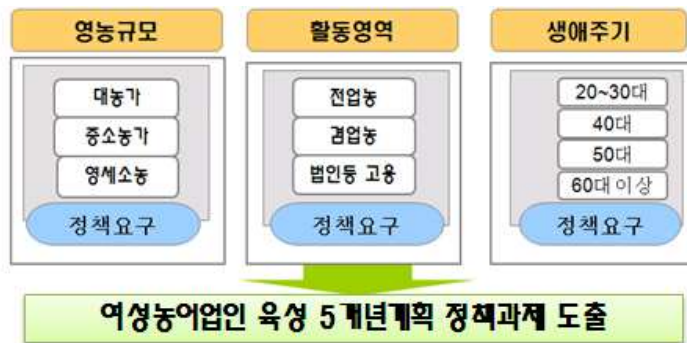 영농규모
대농가
중소농가
영세소농
정책요구
활동영역
전업농
겸업농
법인등 고용
정책요구
생애주기
20~30대
40대
50대
60대 이상
정책요구
여성농어업인 육성 5개년계획 정책과제 도출